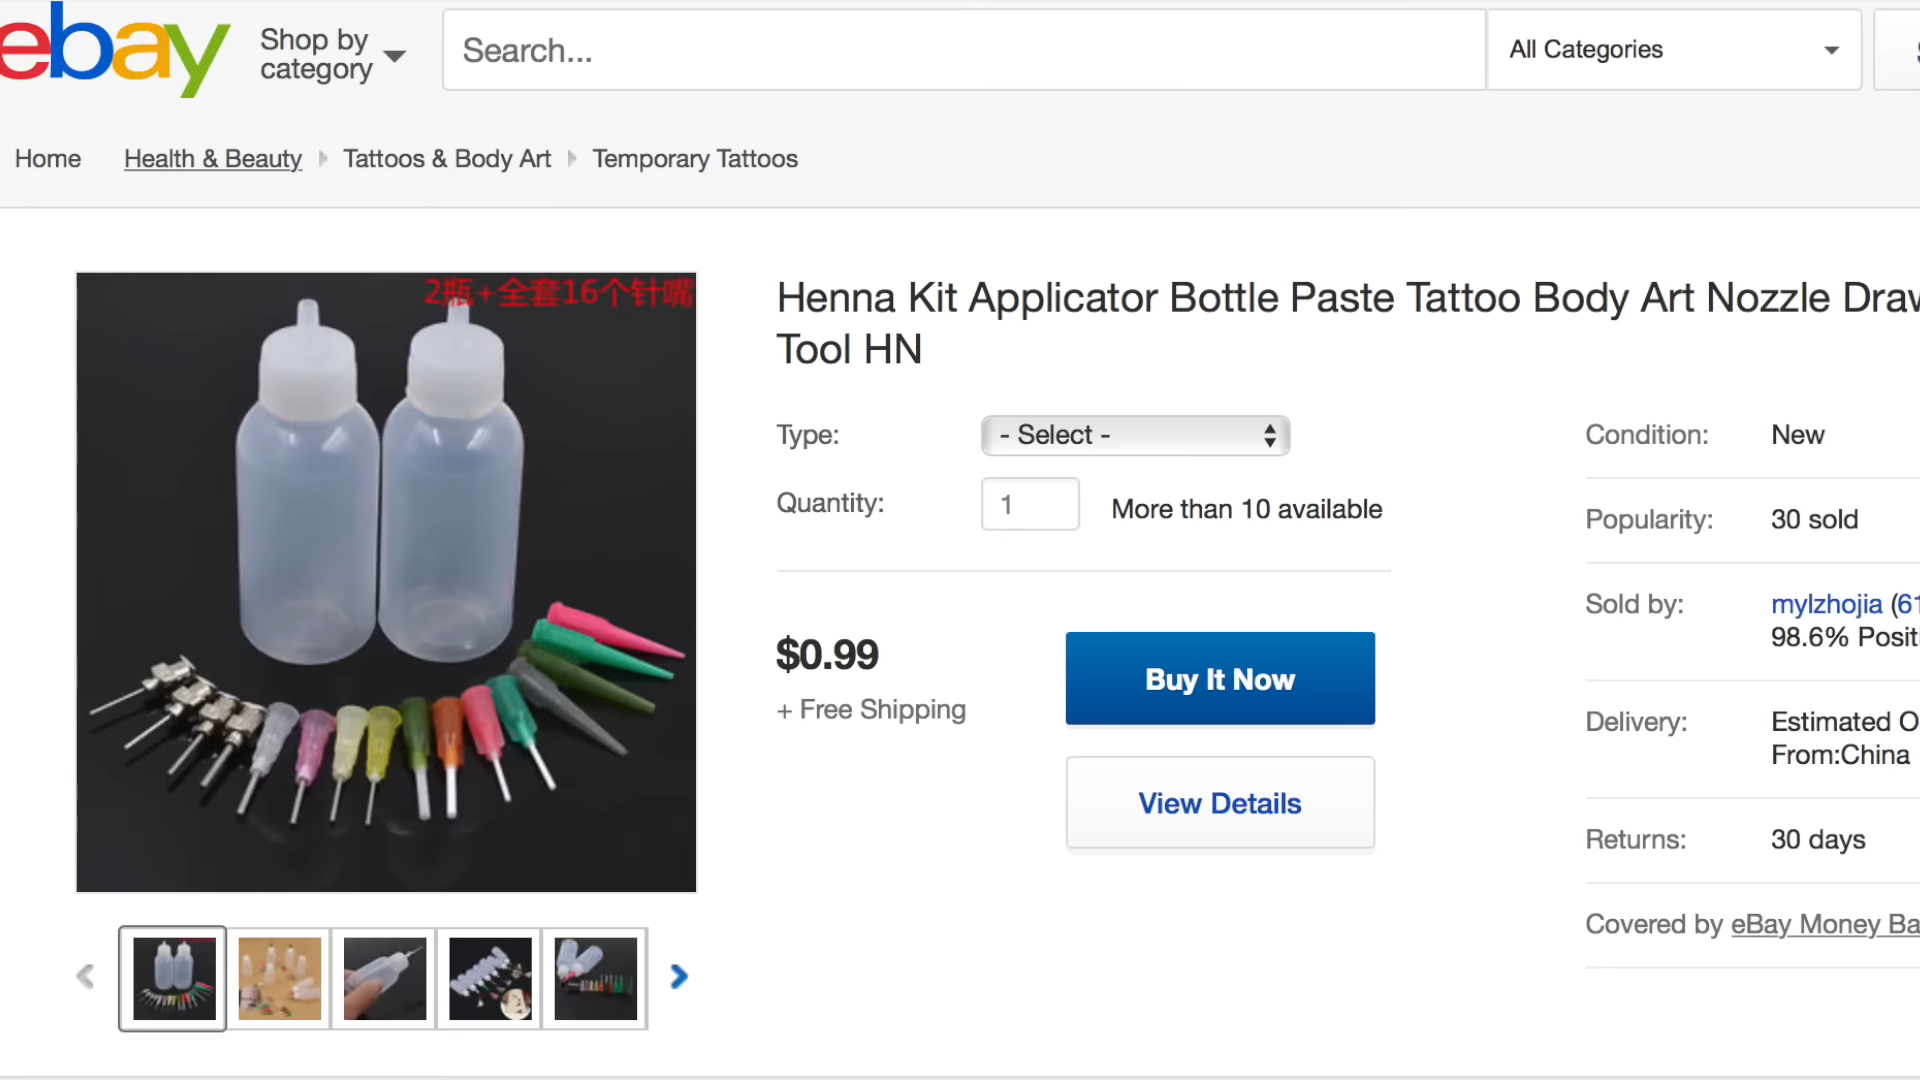 ebay
Shop by
category
Search...
All Categories
Home
Health & Beauty
Tattoos & Body Art
Temporary Tattoos
2瓶+全套16个针嘴
Henna Kit Applicator Bottle Paste Tattoo Body Art Nozzle Draw
Tool HN
Type:
- Select -
Quantity:
1
More than 10 available
$0.99
+ Free Shipping
Buy It Now
View Details
Condition:
New
Popularity:
30 sold
Sold by:
mylzhojia (61
98.6% Positi
Delivery:
Estimated O
From:China
Returns:
30 days
Covered by eBay Money Ba